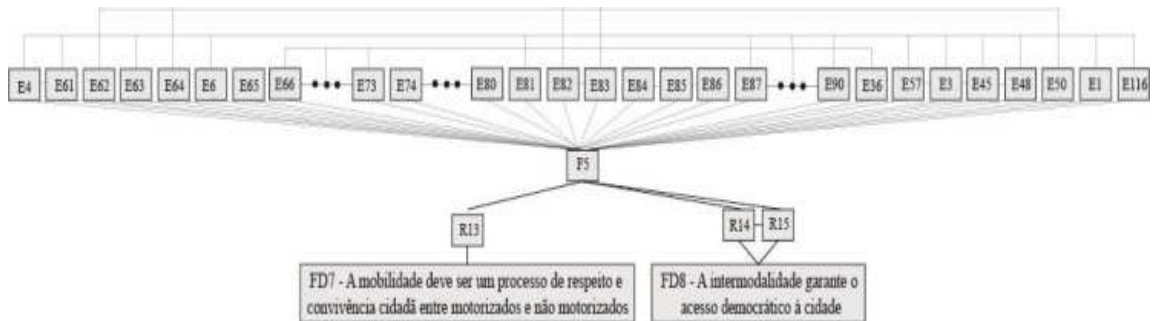 E4 E61 E62 E63 E64 E6 E65 E66 ••• E73 E74 ••• E80 E81 E82 E83 E84 E85 E86 E87 ••• E90 E36 E57 E3 E45 E48 E50 E1 E116
F5
R13 R14 R15
FD7 - A mobilidade deve ser um processo de respeito e
convivência cidadã entre motorizados e não motorizados
FD8 - A intermodalidade garante o
acesso democrático à cidade